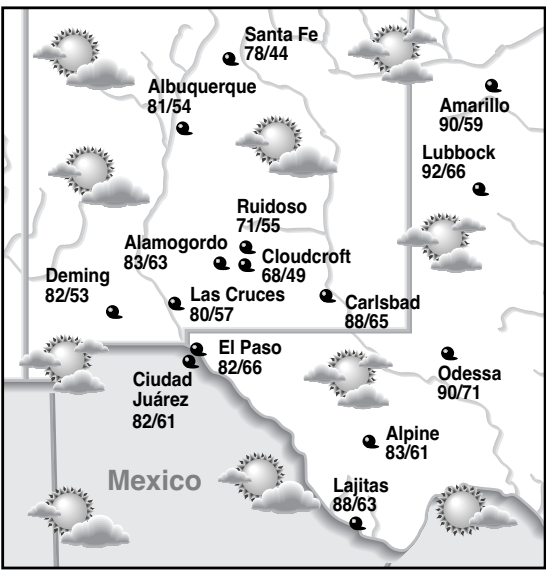 Santa Fe
78/44
Albuquerque
81/54
Amarillo
90/59
Lubbock
92/66
Ruidoso
71/55
Alamogordo
83/63
Cloudcroft
68/49
Deming
82/53
Las Cruces
80/57
Carlsbad
88/65
El Paso
82/66
Ciudad
Juárez
82/61
Odessa
90/71
Alpine
83/61
Mexico
Lajitas
88/63